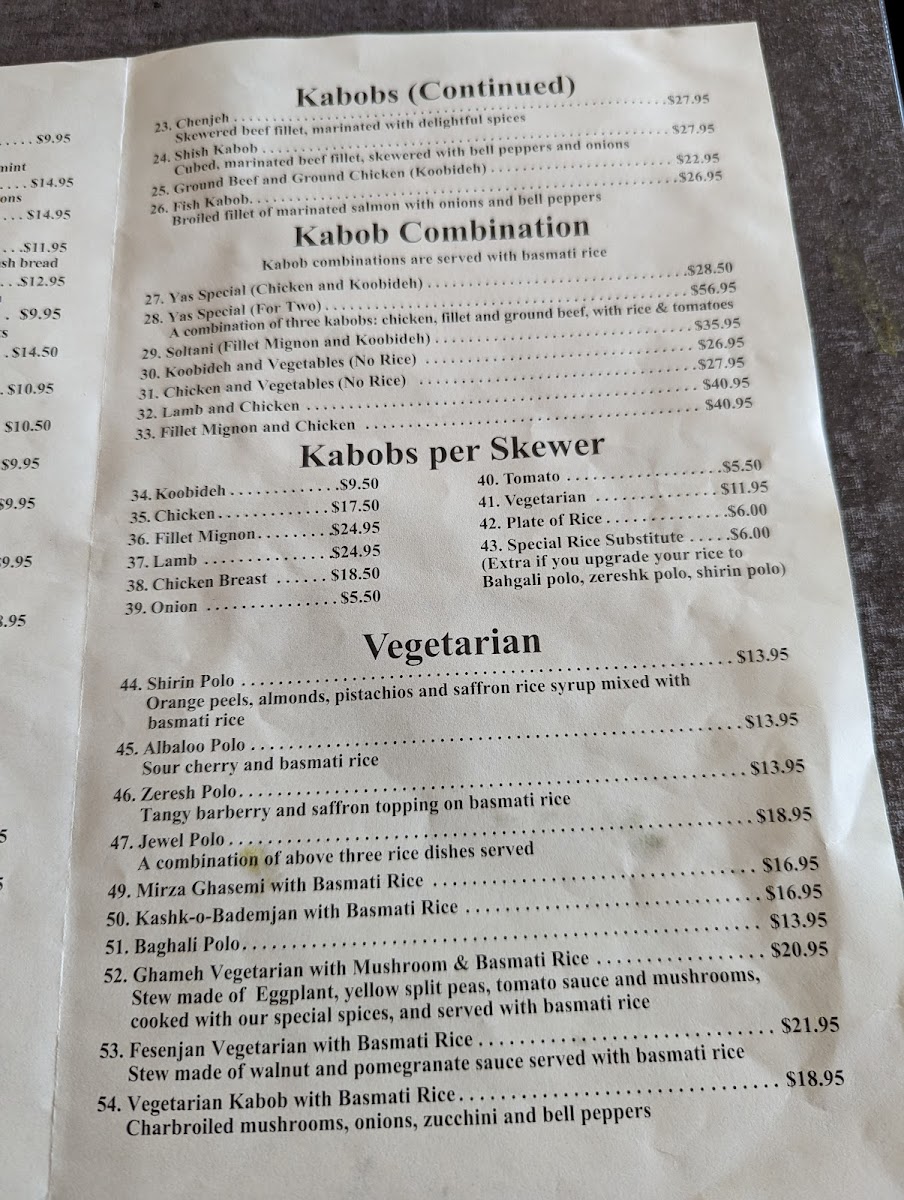 ..... $9.95
mint
.... $14.95
ons
... $14.95
...$11.95
sh bread
...$12.95
. $9.95
s
.$14.50
. $10.95
$10.50
$9.95
$9.95
9.95
.95
5
Kabobs (Continued)
23. Chenjeh ........ $27.95
Skewered beef fillet, marinated with delightful spices
24. Shish Kabob ........ $27.95
Cubed, marinated beef fillet, skewered with bell peppers and onions
25. Ground Beef and Ground Chicken (Koobideh) ........ $22.95
26. Fish Kabob ........ $26.95
Broiled fillet of marinated salmon with onions and bell peppers
Kabob Combination
Kabob combinations are served with basmati rice
27. Yas Special (Chicken and Koobideh) ........ $28.50
28. Yas Special (For Two) ........ $56.95
A combination of three kabobs: chicken, fillet and ground beef, with rice & tomatoes
29. Soltani (Fillet Mignon and Koobideh) ........ $35.95
30. Koobideh and Vegetables (No Rice) ........ $26.95
31. Chicken and Vegetables (No Rice) ........ $27.95
32. Lamb and Chicken ........ $40.95
33. Fillet Mignon and Chicken ........ $40.95
Kabobs per Skewer
34. Koobideh ........ $9.50
35. Chicken ........ $17.50
36. Fillet Mignon ........ $24.95
37. Lamb ........ $24.95
38. Chicken Breast ...... $18.50
39. Onion ........ $5.50
40. Tomato ........ $5.50
41. Vegetarian ........ $11.95
42. Plate of Rice ........ $6.00
43. Special Rice Substitute ..... $6.00
(Extra if you upgrade your rice to
Bahgali polo, zereshk polo, shirin polo)
Vegetarian
44. Shirin Polo ........ $13.95
Orange peels, almonds, pistachios and saffron rice syrup mixed with
basmati rice
45. Albaloo Polo ........ $13.95
Sour cherry and basmati rice
46. Zeresh Polo ........ $13.95
Tangy barberry and saffron topping on basmati rice
47. Jewel Polo ........ $18.95
A combination of above three rice dishes served
49. Mirza Ghasemi with Basmati Rice ........ $16.95
50. Kashk-o-Bademjan with Basmati Rice ........ $16.95
51. Baghali Polo ........ $13.95
52. Ghameh Vegetarian with Mushroom & Basmati Rice ........ $20.95
Stew made of Eggplant, yellow split peas, tomato sauce and mushrooms,
cooked with our special spices, and served with basmati rice
53. Fesenjan Vegetarian with Basmati Rice ........ $21.95
Stew made of walnut and pomegranate sauce served with basmati rice
54. Vegetarian Kabob with Basmati Rice ........ $18.95
Charbroiled mushrooms, onions, zucchini and bell peppers